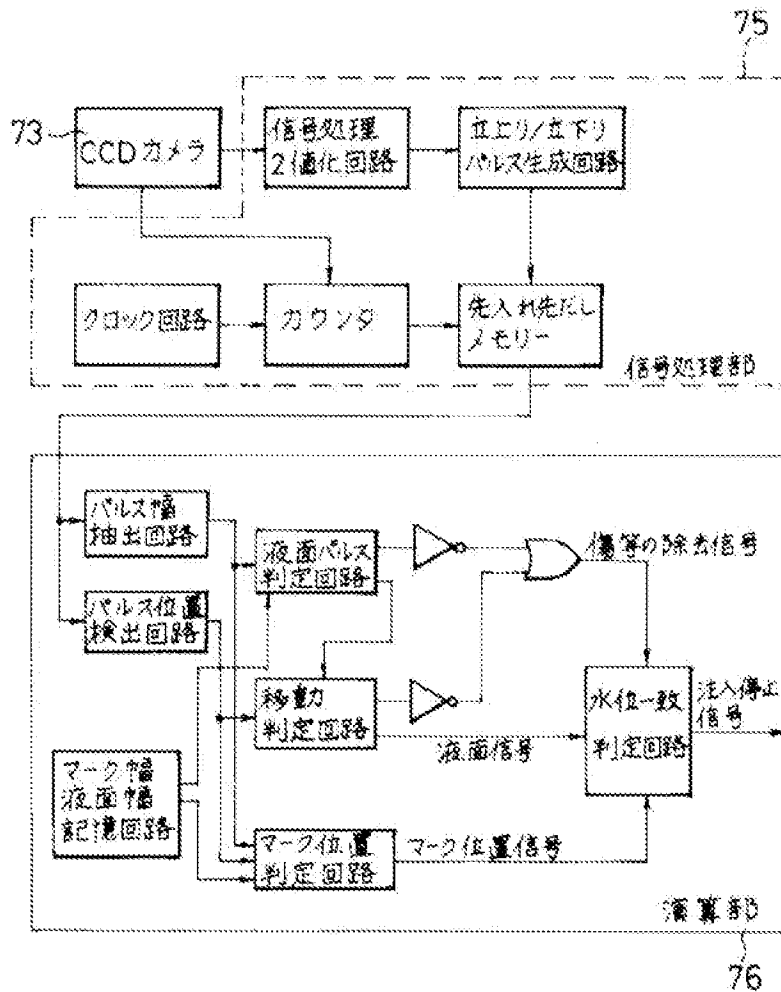 75
73
CCDカメラ
信号処理
2値化回路
立上り/立下り
パルス生成回路
クロック回路
カウンタ
先入れ先だし
メモリー
信号処理部
パルス幅
抽出回路
パルス位置
検出回路
液面パルス
判定回路
傷等の除去信号
移動
判定回路
液面信号
水位一致
判定回路
注入停止
信号
マーク幅
液面幅
記憶回路
マーク位置
判定回路
マーク位置信号
演算部
76